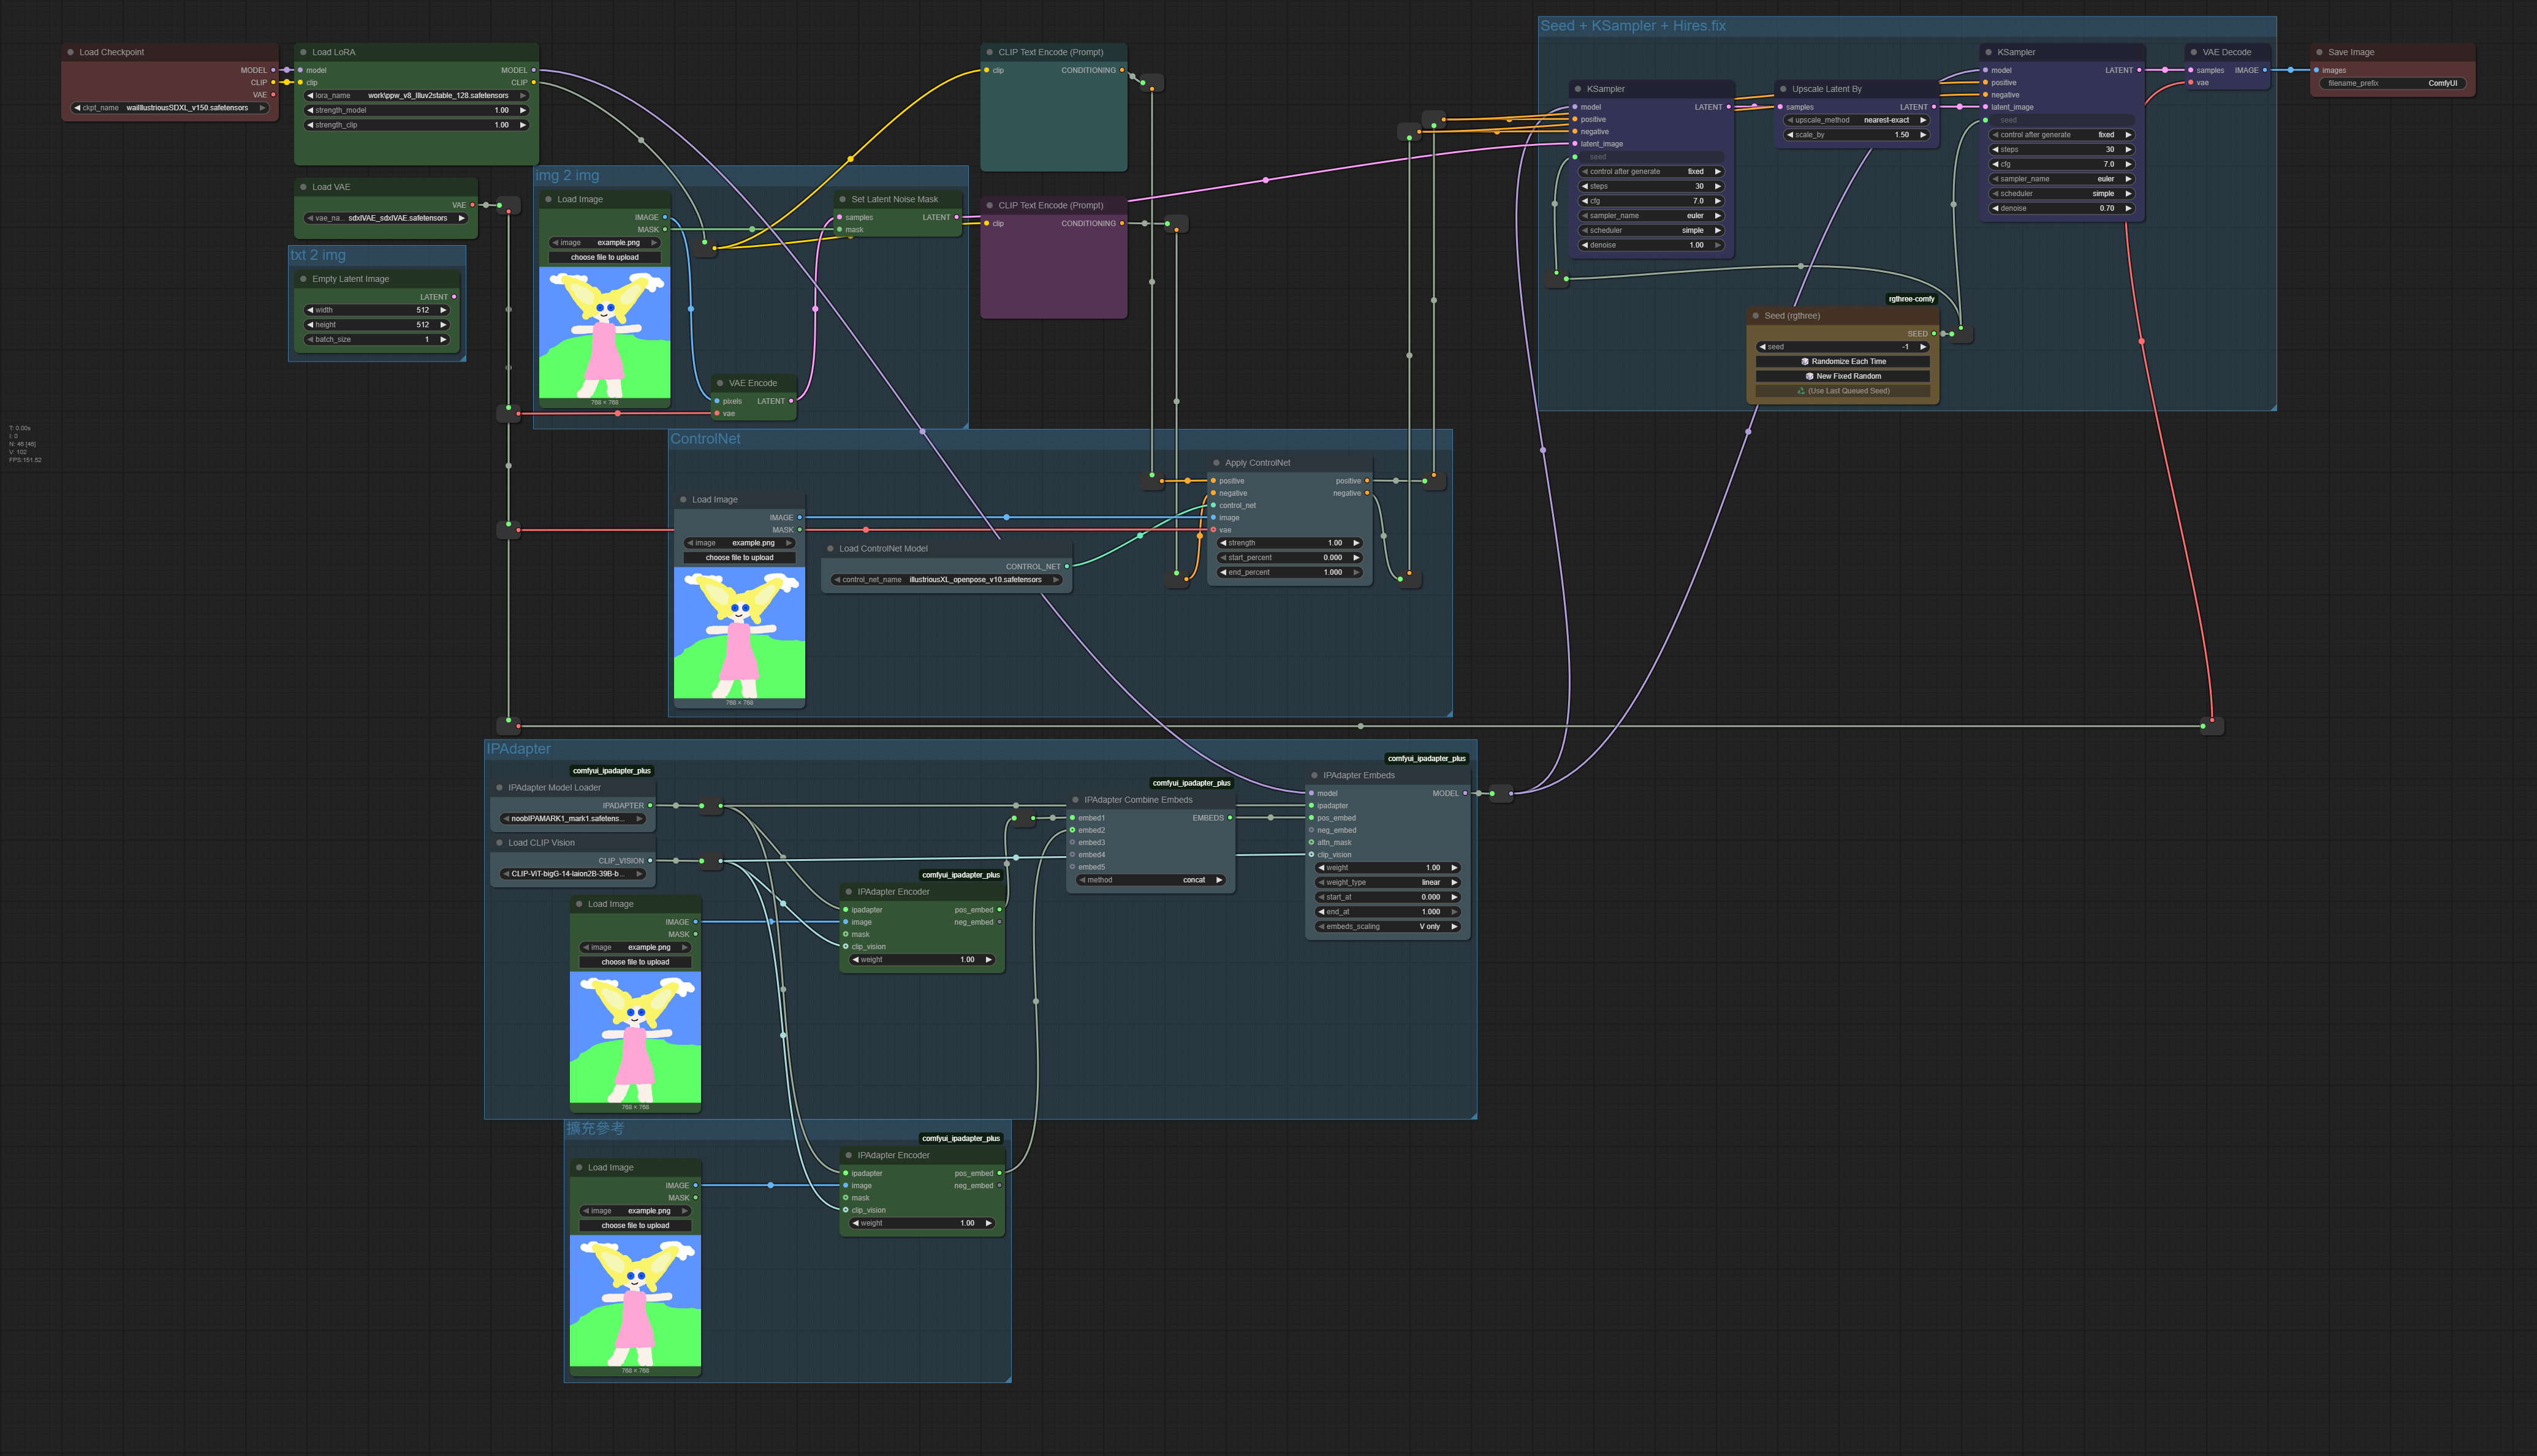 Load Checkpoint
MODEL
CLIP
VAE
ckpt_name waiIllustriousSDXL_v150.safetensors
Load LoRA
model MODEL
clip CLIP
lora_name work\ppw_v8_Illuv2stable_128.safetensors
strength_model 1.00
strength_clip 1.00
Load VAE
VAE
vae_na... sdxlVAE_sdxlVAE.safetensors
txt 2 img
Empty Latent Image
LATENT
width 512
height 512
batch_size 1
img 2 img
Load Image
IMAGE
MASK
image example.png
choose file to upload
768 × 768
Set Latent Noise Mask
samples LATENT
mask
VAE Encode
pixels LATENT
vae
CLIP Text Encode (Prompt)
clip CONDITIONING
CLIP Text Encode (Prompt)
clip CONDITIONING
Seed + KSampler + Hires.fix
KSampler
model LATENT
positive
negative
latent_image
seed
control after generate fixed
steps 30
cfg 7.0
sampler_name euler
scheduler simple
denoise 1.00
Upscale Latent By
samples LATENT
upscale_method nearest-exact
scale_by 1.50
KSampler
model LATENT
positive
negative
latent_image
seed
control after generate fixed
steps 30
cfg 7.0
sampler_name euler
scheduler simple
denoise 0.70
VAE Decode
samples IMAGE
vae
Save Image
images
filename_prefix ComfyUI
rgthree-comfy
Seed (rgthree)
SEED
seed -1
Randomize Each Time
New Fixed Random
(Use Last Queued Seed)
T: 0.00s
I: 0
N: 46 [46]
V: 102
FPS:151.52
ControlNet
Load Image
IMAGE
MASK
image example.png
choose file to upload
768 × 768
Load ControlNet Model
CONTROL_NET
control_net_name illustriousXL_openpose_v10.safetensors
Apply ControlNet
positive positive
negative negative
control_net
image
vae
strength 1.00
start_percent 0.000
end_percent 1.000
IPAdapter
comfyui_ipadapter_plus
IPAdapter Model Loader
IPADAPTER
noobIPAMARK1_mark1.safetens...
Load CLIP Vision
CLIP_VISION
CLIP-ViT-bigG-14-laion2B-39B-b...
Load Image
IMAGE
MASK
image example.png
choose file to upload
768 × 768
comfyui_ipadapter_plus
IPAdapter Encoder
ipadapter pos_embed
image neg_embed
mask
clip_vision
weight 1.00
comfyui_ipadapter_plus
IPAdapter Combine Embeds
embed1 EMBEDS
embed2
embed3
embed4
embed5
method concat
comfyui_ipadapter_plus
IPAdapter Embeds
model MODEL
ipadapter
pos_embed
neg_embed
attn_mask
clip_vision
weight 1.00
weight_type linear
start_at 0.000
end_at 1.000
embeds_scaling V only
擴充參考
Load Image
IMAGE
MASK
image example.png
choose file to upload
768 × 768
comfyui_ipadapter_plus
IPAdapter Encoder
ipadapter pos_embed
image neg_embed
mask
clip_vision
weight 1.00